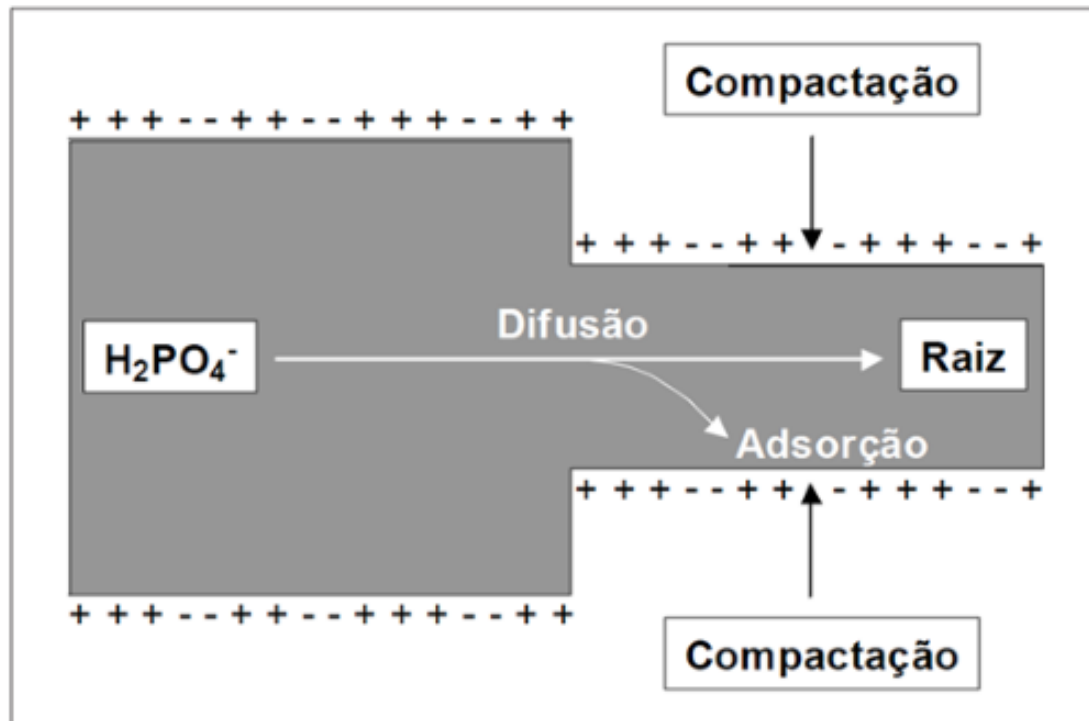 Compactação
+ + + - - + + - - + + + - - + +
+ + + - - + + - + + + - - +
Difusão
H₂PO₄⁻
Raiz
Adsorção
+ + + - - + + - + + + - - +
+ + + - - + + - - + + + - - + +
Compactação